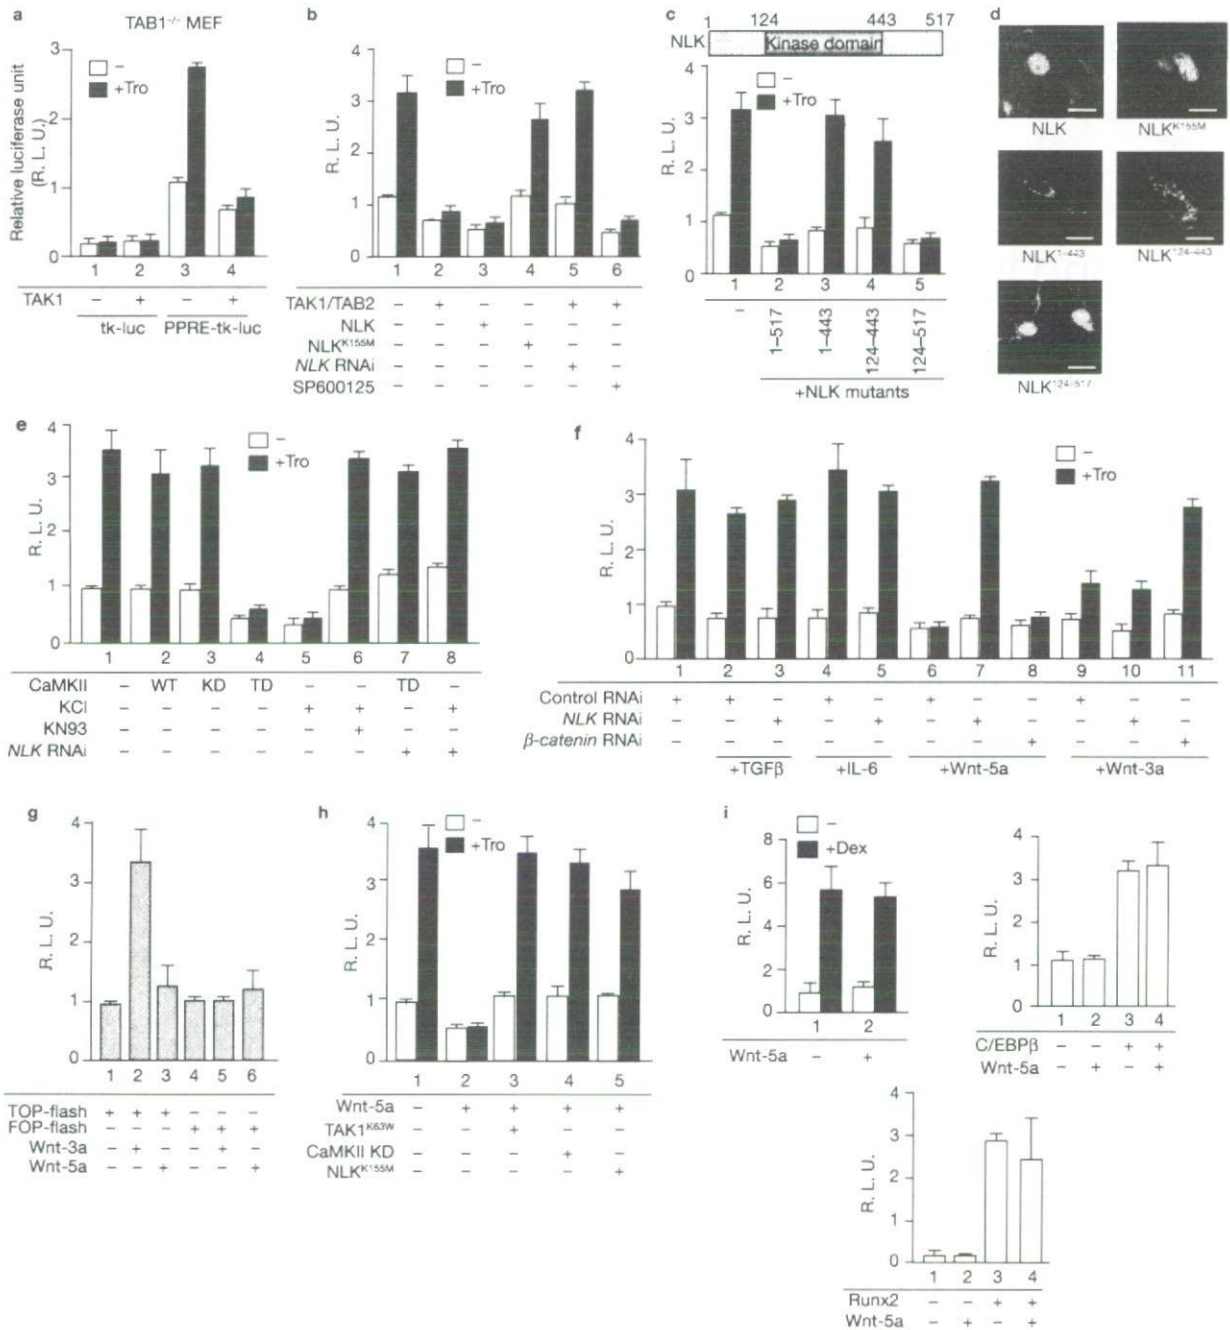 a
TAB1⁻/⁻ MEF
Relative luciferase unit
(R. L. U.)
3
2
1
0
–
+Tro
1 2 3 4
TAK1 – + – +
tk-luc PPRE-tk-luc
b
R. L. U.
4
3
2
1
0
–
+Tro
1 2 3 4 5 6
TAK1/TAB2 – + – – + +
NLK – – + – – –
NLKᴷ¹⁵⁵ᴹ – – – + – –
NLK RNAi – – – – + –
SP600125 – – – – – +
c
1 124 443 517
NLK Kinase domain
R. L. U.
4
3
2
1
0
–
+Tro
1 2 3 4 5
– 1–517 1–443 124–443 124–517
+NLK mutants
d
NLK NLKᴷ¹⁵⁵ᴹ
NLK¹⁻⁴⁴³ NLK¹²⁴⁻⁴⁴³
NLK¹²⁴⁻⁵¹⁷
e
R. L. U.
4
3
2
1
0
–
+Tro
1 2 3 4 5 6 7 8
CaMKII – WT KD TD – – TD –
KCl – – – – + + – +
KN93 – – – – – + – –
NLK RNAi – – – – – – + +
f
R. L. U.
4
3
2
1
0
–
+Tro
1 2 3 4 5 6 7 8 9 10 11
Control RNAi + + – + – + – – + – –
NLK RNAi – – + – + – + – – + –
β-catenin RNAi – – – – – – – + – – +
+TGFβ +IL-6 +Wnt-5a +Wnt-3a
g
R. L. U.
4
3
2
1
0
1 2 3 4 5 6
TOP-flash + + + – – –
FOP-flash – – – + + +
Wnt-3a – + – – + –
Wnt-5a – – + – – +
h
R. L. U.
4
3
2
1
0
–
+Tro
1 2 3 4 5
Wnt-5a – + + + +
TAK1ᴷ⁶³ᵂ – – + – –
CaMKII KD – – – + –
NLKᴷ¹⁵⁵ᴹ – – – – +
i
–
+Dex
R. L. U.
8
6
4
2
0
1 2
Wnt-5a – +
R. L. U.
4
3
2
1
0
1 2 3 4
C/EBPβ – – + +
Wnt-5a – + – +
R. L. U.
4
3
2
1
0
1 2 3 4
Runx2 – – + +
Wnt-5a – + – +